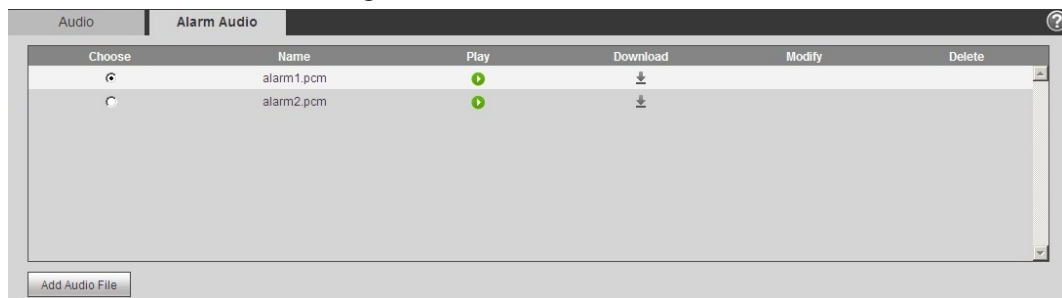 Audio Alarm Audio ?
Choose Name Play Download Modify Delete
alarm1.pcm
alarm2.pcm
Add Audio File